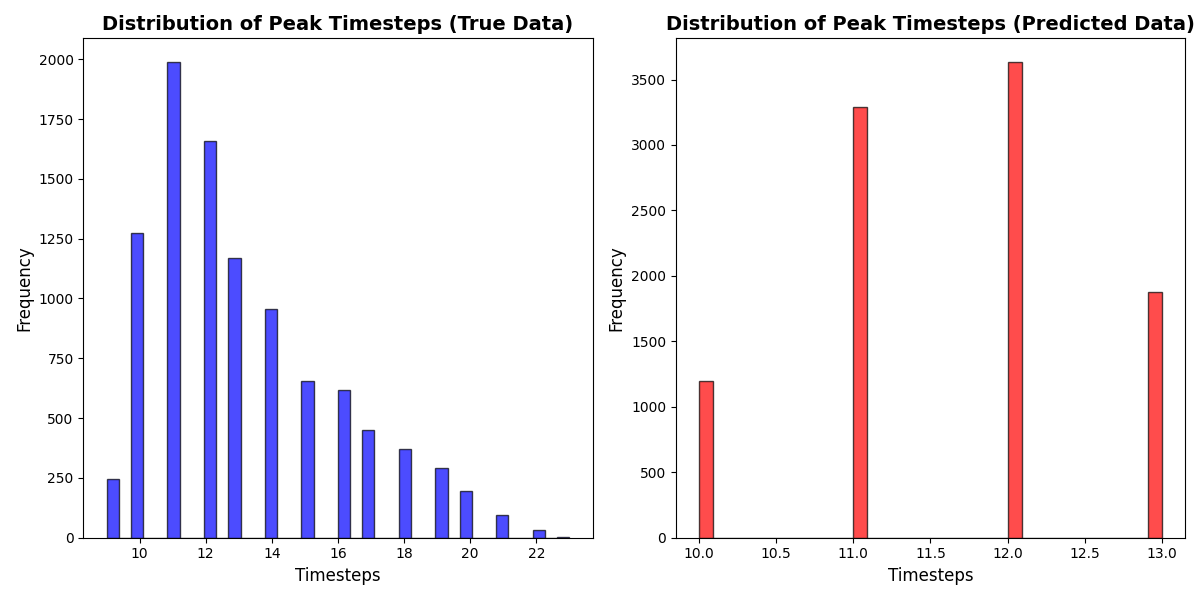 Distribution of Peak Timesteps (True Data)
2000
1750
1500
1250
1000
750
500
250
0
Frequency
10 12 14 16 18 20 22
Timesteps
Distribution of Peak Timesteps (Predicted Data)
3500
3000
2500
2000
1500
1000
500
0
Frequency
10.0 10.5 11.0 11.5 12.0 12.5 13.0
Timesteps